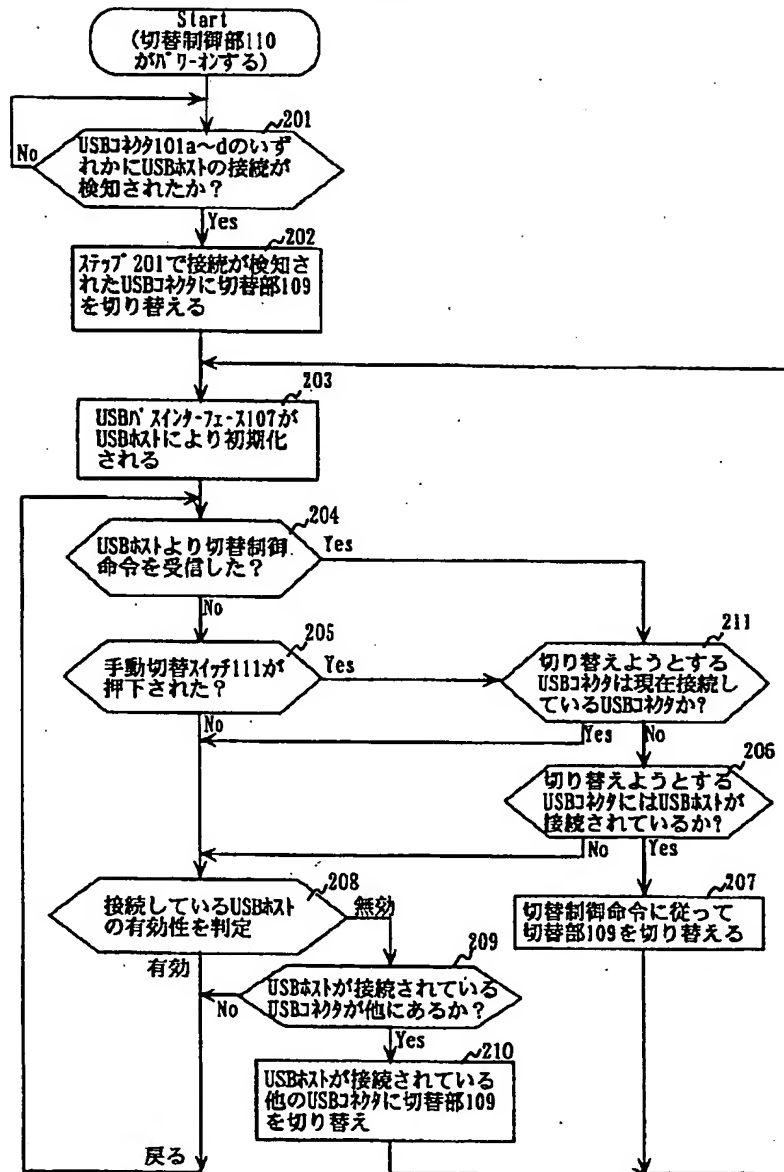 Start
(切替制御部110
がパワーオンする)
201
USBコネクタ101a~dのいず
れかにUSBホストの接続が
検知されたか?
No
Yes
202
ステップ201で接続が検知さ
れたUSBコネクタに切替部109
を切り替える
203
USBバスインターフェース107が
USBホストにより初期化
される
204
USBホストより切替制御
命令を受信した?
Yes
No
205
手動切替スイッチ111が
押下された?
Yes
No
211
切り替えようとする
USBコネクタは現在接続し
ているUSBコネクタか?
Yes
No
206
切り替えようとする
USBコネクタにはUSBホストが
接続されているか?
No
Yes
207
切替制御命令に従って
切替部109を切り替える
208
接続しているUSBホスト
の有効性を判定
無効
有効
209
USBホストが接続されている
USBコネクタが他にあるか?
No
Yes
210
USBホストが接続されている
他のUSBコネクタに切替部109
を切り替え
戻る